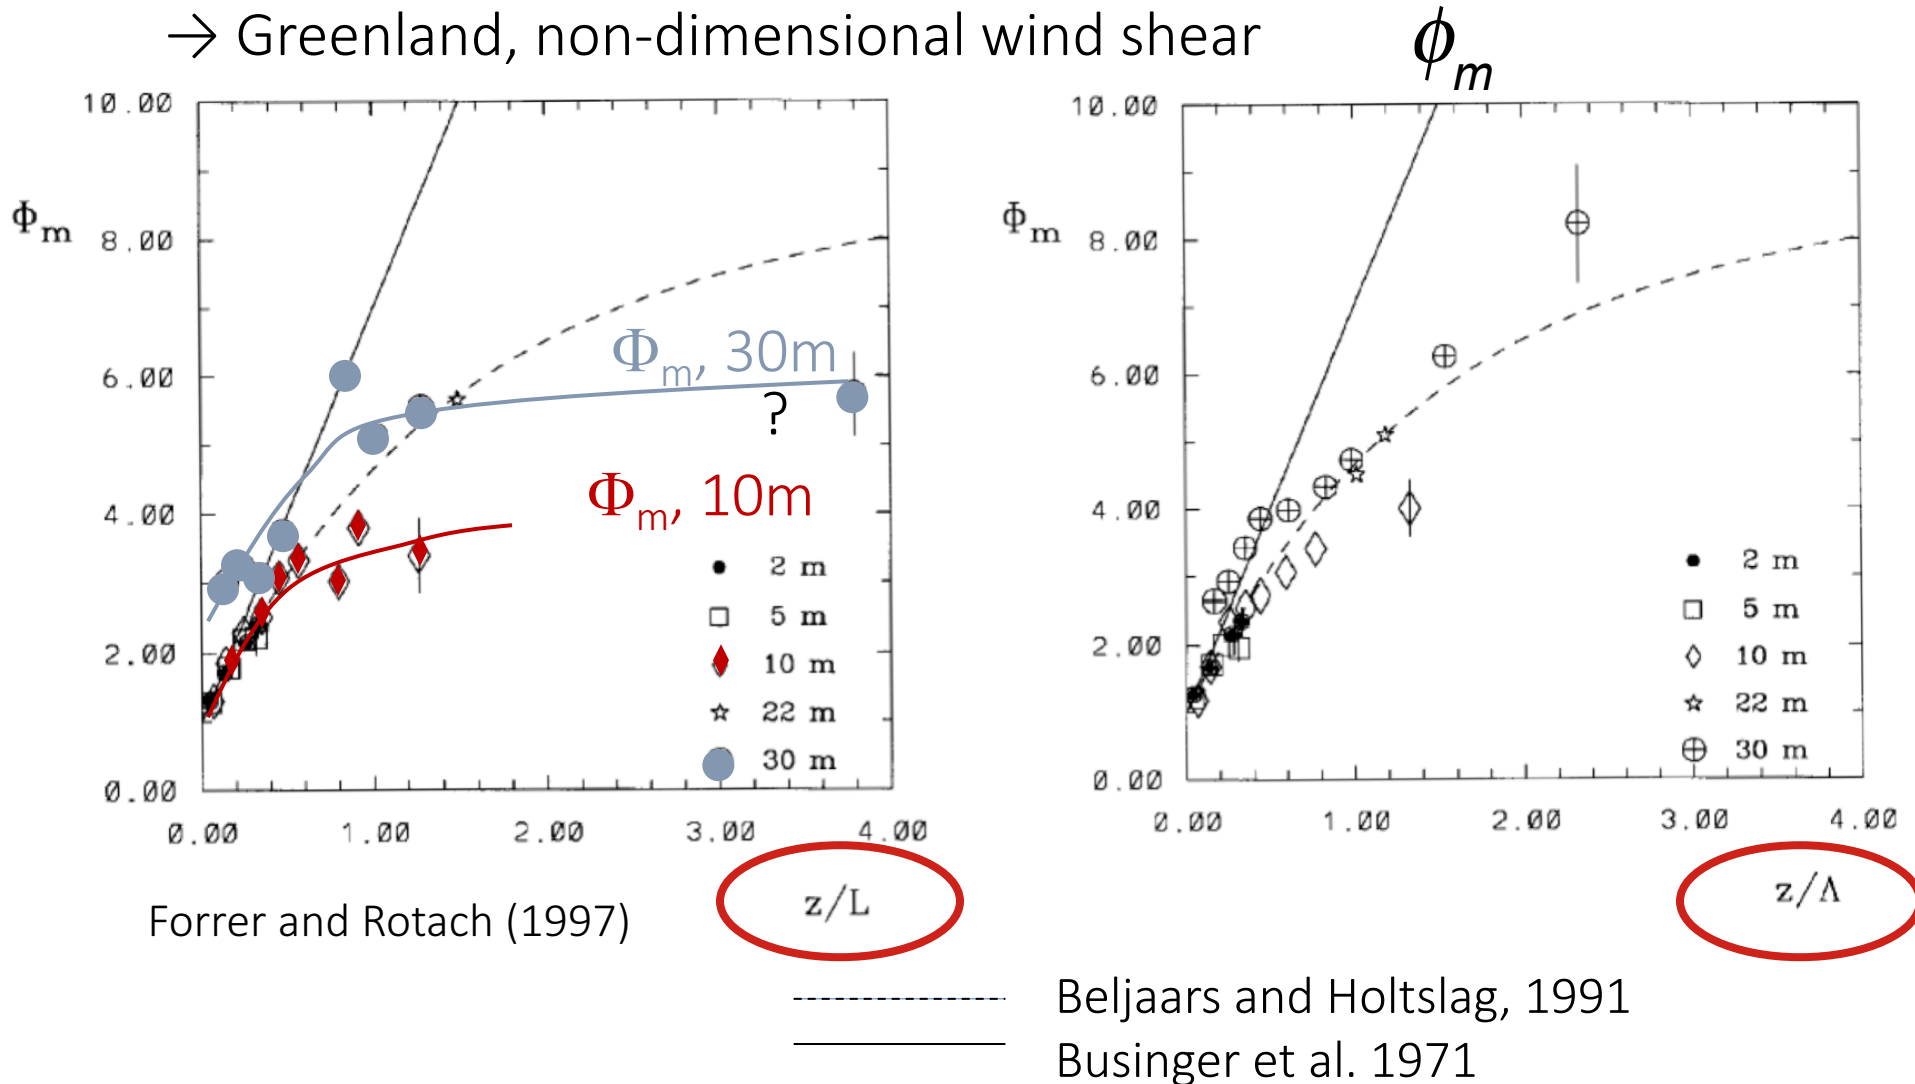 → Greenland, non-dimensional wind shear ϕm
10.00
Φm
8.00
6.00
4.00
2.00
0.00
0.00 1.00 2.00 3.00 4.00
Φm, 30m
?
Φm, 10m
2 m
5 m
10 m
22 m
30 m
z/L
10.00
Φm
8.00
6.00
4.00
2.00
0.00
0.00 1.00 2.00 3.00 4.00
2 m
5 m
10 m
22 m
30 m
z/Λ
Forrer and Rotach (1997)
Beljaars and Holtslag, 1991
Businger et al. 1971